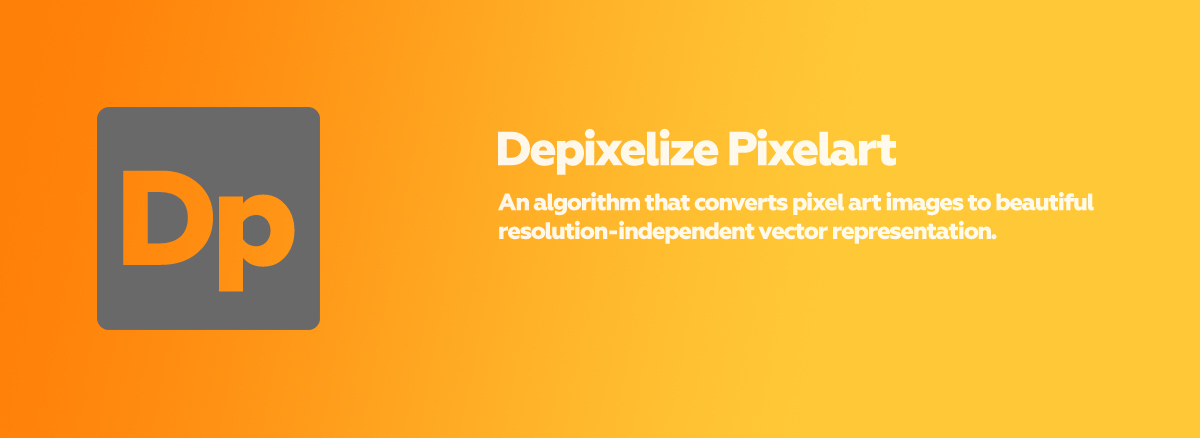 Dp
Depixelize Pixelart
An algorithm that converts pixel art images to beautiful
resolution-independent vector representation.